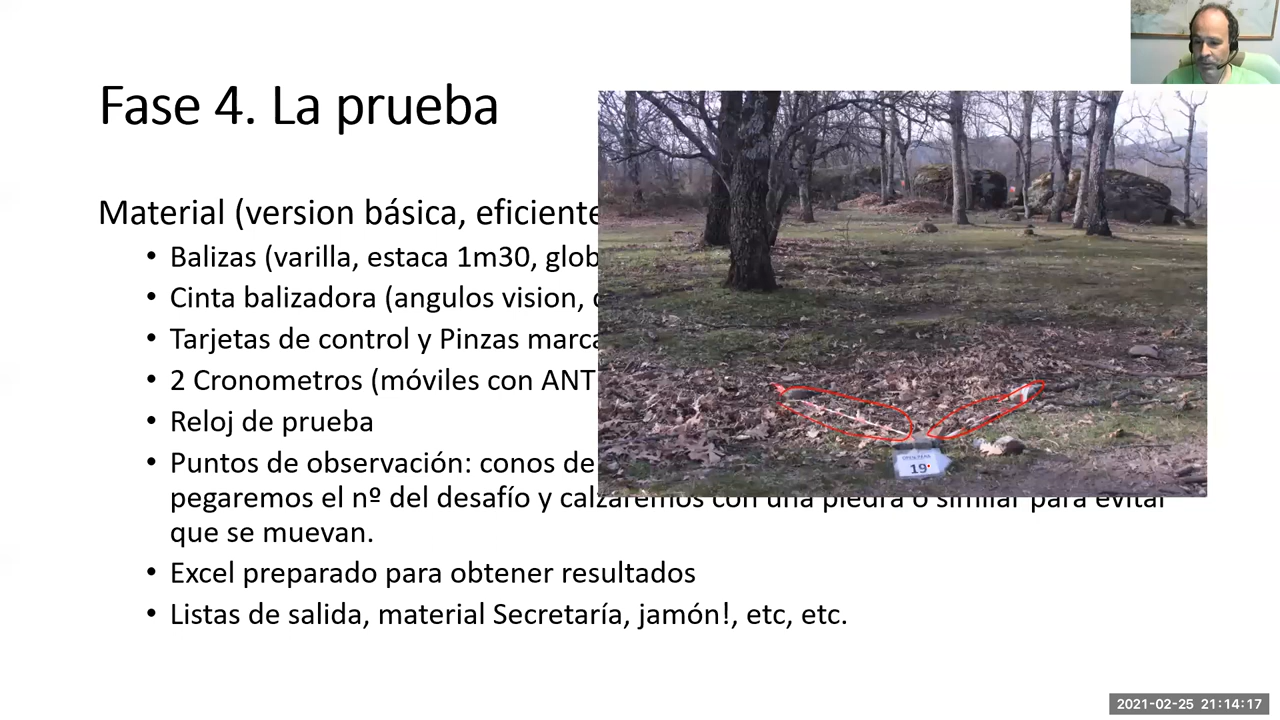 Fase 4. La prueba
Material (version básica, eficiente
• Balizas (varilla, estaca 1m30, glob
• Cinta balizadora (angulos vision,
• Tarjetas de control y Pinzas marca
• 2 Cronometros (móviles con ANT
• Reloj de prueba
• Puntos de observación: conos de
pegaremos el nº del desafío y calzaremos con una piedra o similar para evitar
que se muevan.
• Excel preparado para obtener resultados
• Listas de salida, material Secretaría, jamón!, etc, etc.
19
2021-02-25 21:14:17